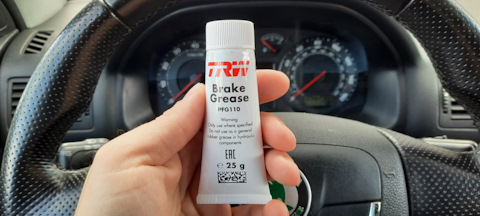 TRW
Brake
Grease
PFG110
Warning
Only use where specified
Do not use as a general
rubber grease in hydraulic
components.
EAC
e 25 g